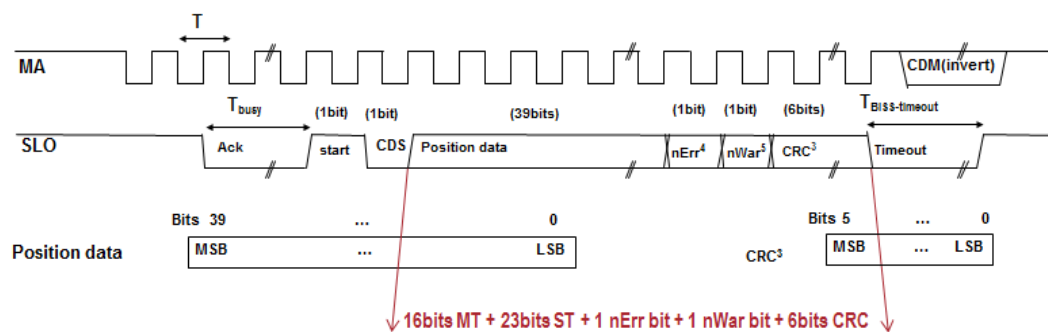 T
MA
CDM(invert)
Tbusy (1bit) (1bit) (39bits) (1bit) (1bit) (6bits) TBISS-timeout
SLO
Ack start CDS Position data nErr⁴ nWar⁵ CRC³ Timeout
Bits 39 ... 0 Bits 5 ... 0
Position data MSB ... LSB CRC³ MSB ... LSB
16bits MT + 23bits ST + 1 nErr bit + 1 nWar bit + 6bits CRC